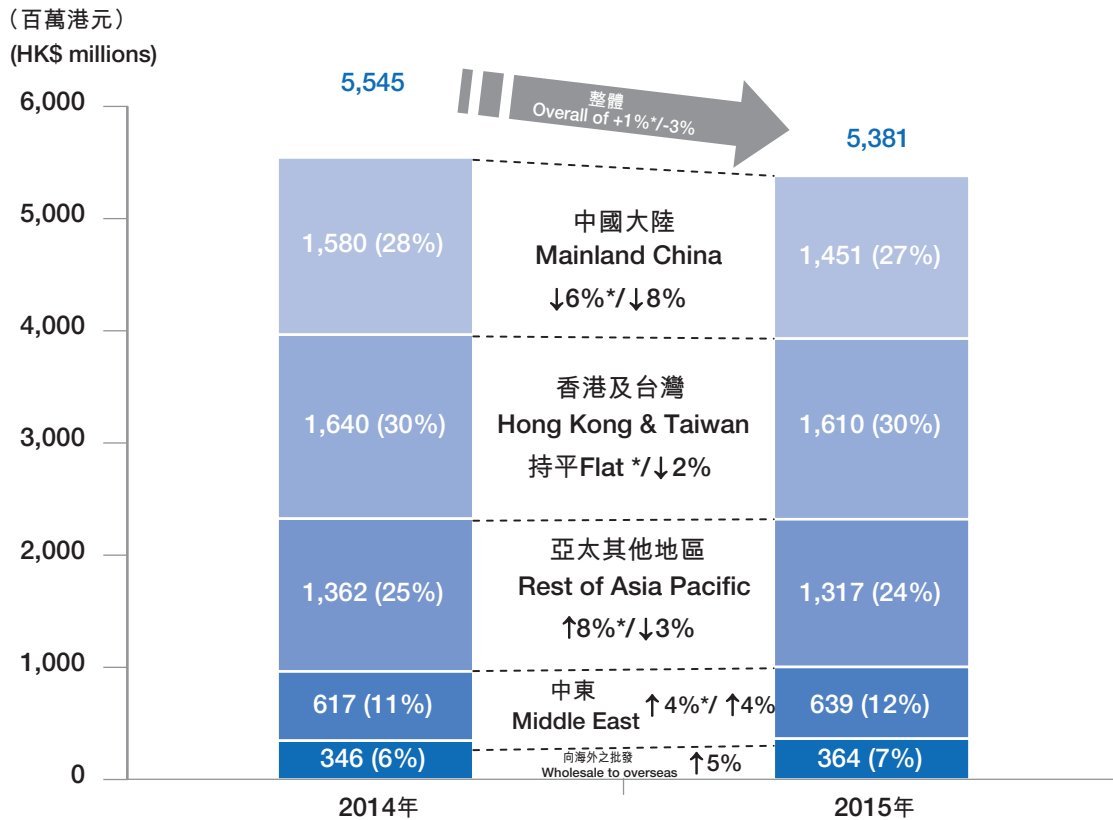 （百萬港元）
(HK$ millions)
5,545
整體
Overall of +1%*/-3%
5,381
6,000
5,000
4,000
3,000
2,000
1,000
0
1,580 (28%)
中國大陸
Mainland China
↓6%*/↓8%
1,451 (27%)
1,640 (30%)
香港及台灣
Hong Kong & Taiwan
持平Flat */↓2%
1,610 (30%)
1,362 (25%)
亞太其他地區
Rest of Asia Pacific
↑8%*/↓3%
1,317 (24%)
617 (11%)
中東
Middle East
↑4%*/ ↑4%
639 (12%)
346 (6%)
向海外之批發
Wholesale to overseas
↑5%
364 (7%)
2014年
2015年